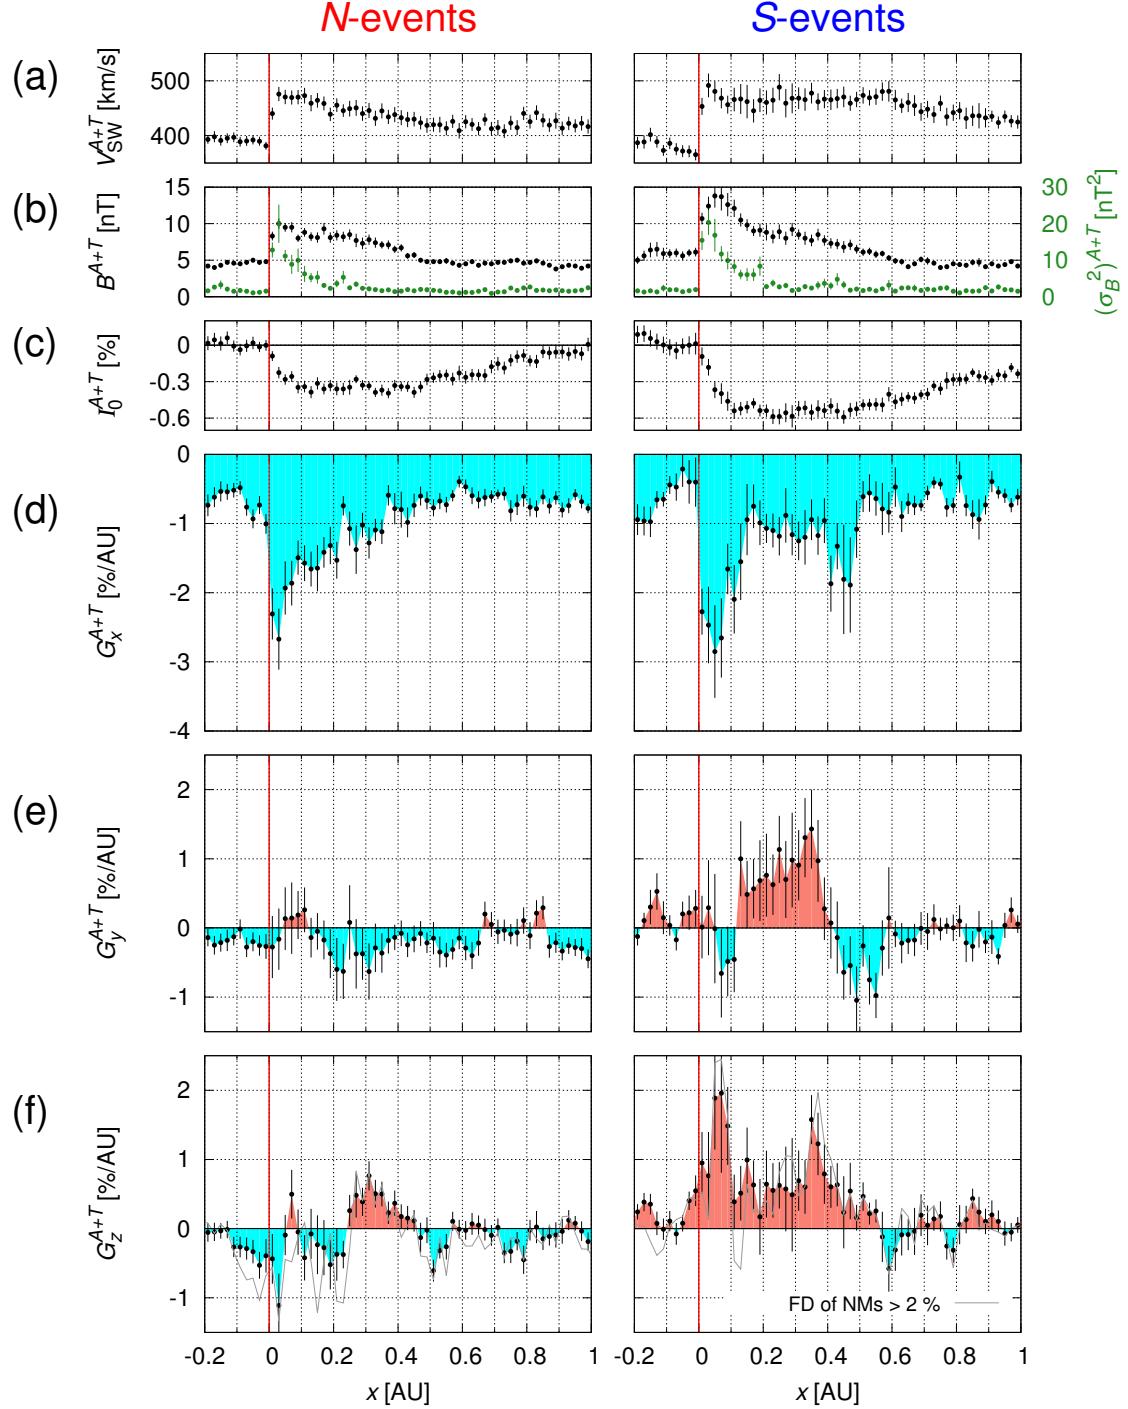 N-events S-events
(a) V_SW^A+T [km/s] 500 400
(b) B^A+T [nT] 15 10 5 0 30 20 10 0 (σ_B^2)^A+T [nT^2]
(c) r_0^A+T [%] 0 -0.3 -0.6
(d) G_x^A+T [%/AU] 0 -1 -2 -3 -4
(e) G_y^A+T [%/AU] 2 1 0 -1
(f) G_z^A+T [%/AU] 2 1 0 -1
FD of NMs > 2 %
-0.2 0 0.2 0.4 0.6 0.8 1 -0.2 0 0.2 0.4 0.6 0.8 1
x [AU] x [AU]